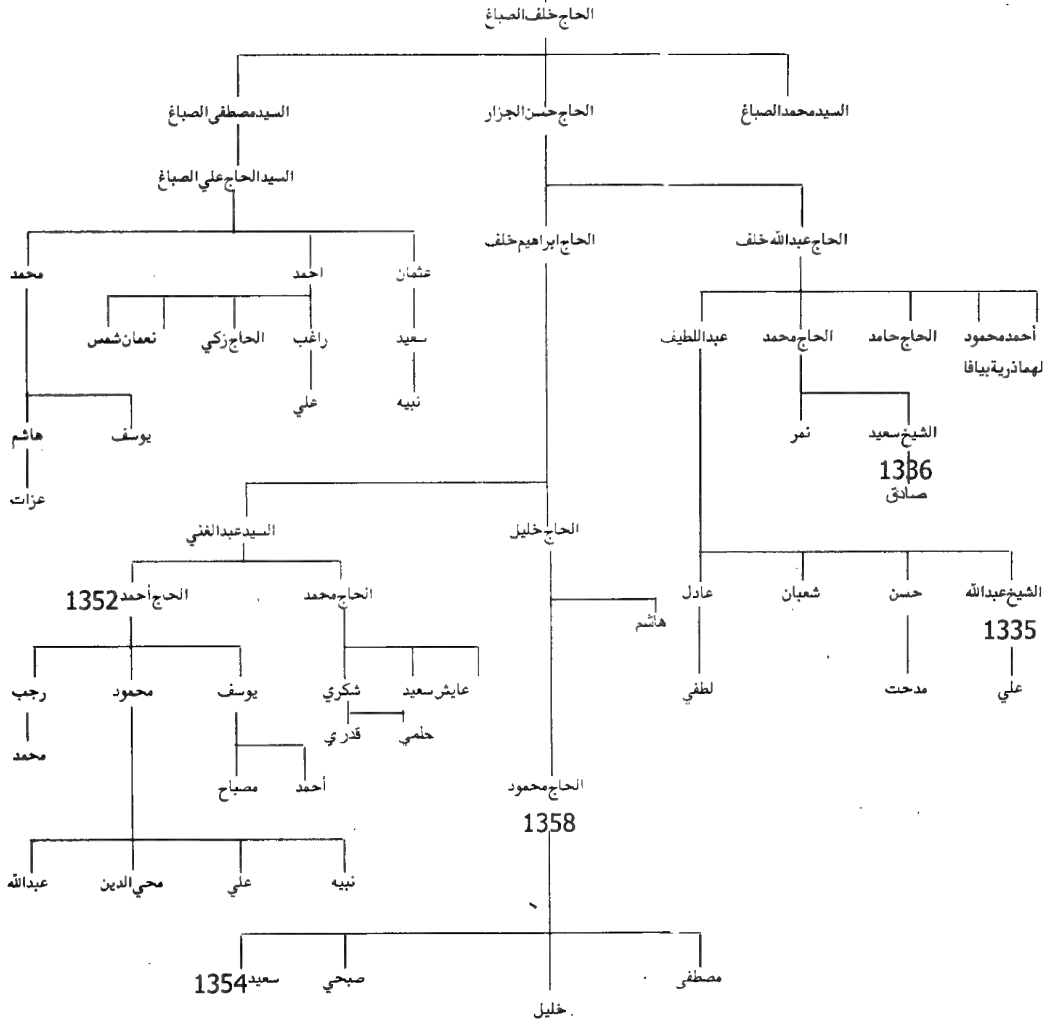 الحاج خلف الصباغ
السيد محمد الصباغ الحاج حسن الجزار السيد مصطفى الصباغ
السيد الحاج علي الصباغ
الحاج عبدالله خلف الحاج ابراهيم خلف
عثمان احمد محمد
أحمد محمود الحاج حامد الحاج محمد عبداللطيف سعيد راغب الحاج زكي نعمان شمس
لهما ذرية بيافا
نبيه علي
الشيخ سعيد نمر يوسف هاشم
1336
صادق عزات
الحاج خليل السيد عبدالغني
الشيخ عبدالله حسن شعبان عادل الحاج محمد الحاج أحمد 1352
هاشم
1335
علي مدحت لطفي عايش سعيد شكري يوسف محمود رجب
حلمي قدري
محمد
الحاج محمود أحمد مصباح
1358
نبيه علي محي الدين عبدالله
مصطفى صبحي سعيد 1354
خليل